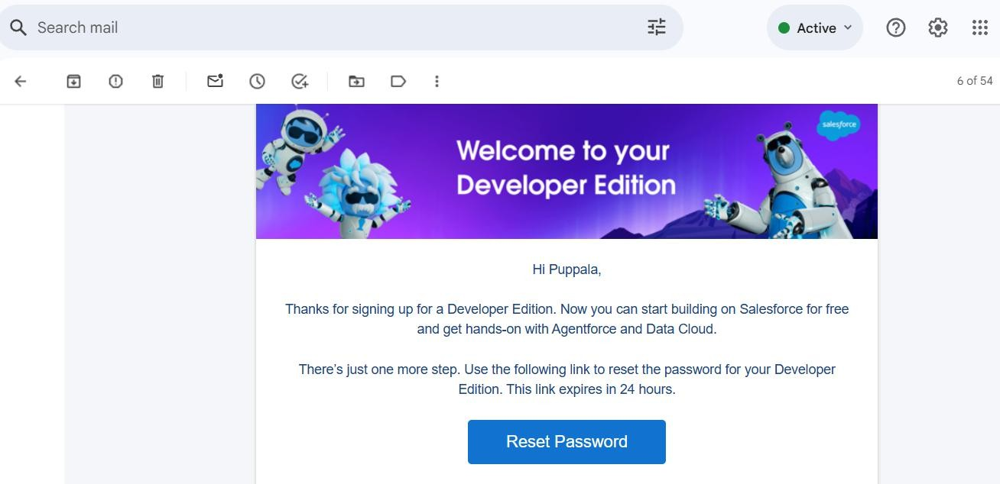 Search mail
Active
6 of 54
salesforce
Welcome to your
Developer Edition
Hi Puppala,
Thanks for signing up for a Developer Edition. Now you can start building on Salesforce for free
and get hands-on with Agentforce and Data Cloud.
There’s just one more step. Use the following link to reset the password for your Developer
Edition. This link expires in 24 hours.
Reset Password